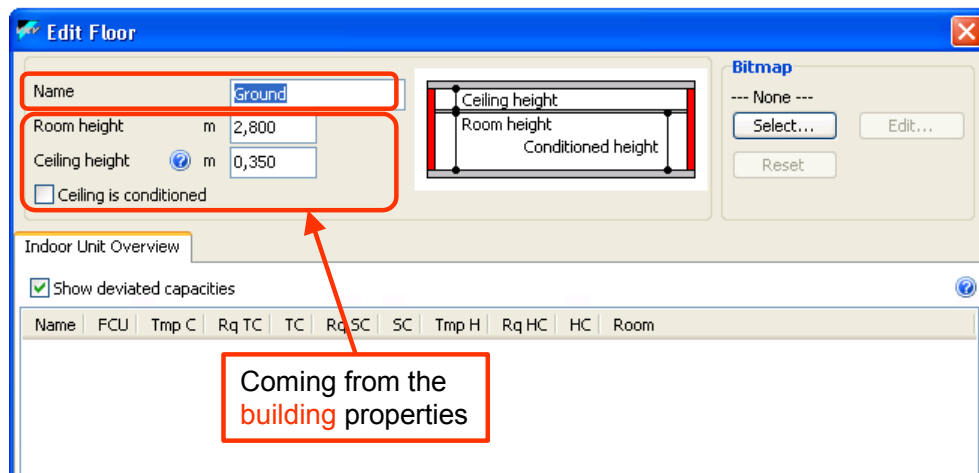 Edit Floor
Name Ground
Room height m 2,800
Ceiling height ? m 0,350
Ceiling is conditioned
Ceiling height
Room height
Conditioned height
Bitmap
--- None ---
Select... Edit...
Reset
Indoor Unit Overview
Show deviated capacities ?
Name FCU Tmp C Rq TC TC Rq SC SC Tmp H Rq HC HC Room
Coming from the
building properties